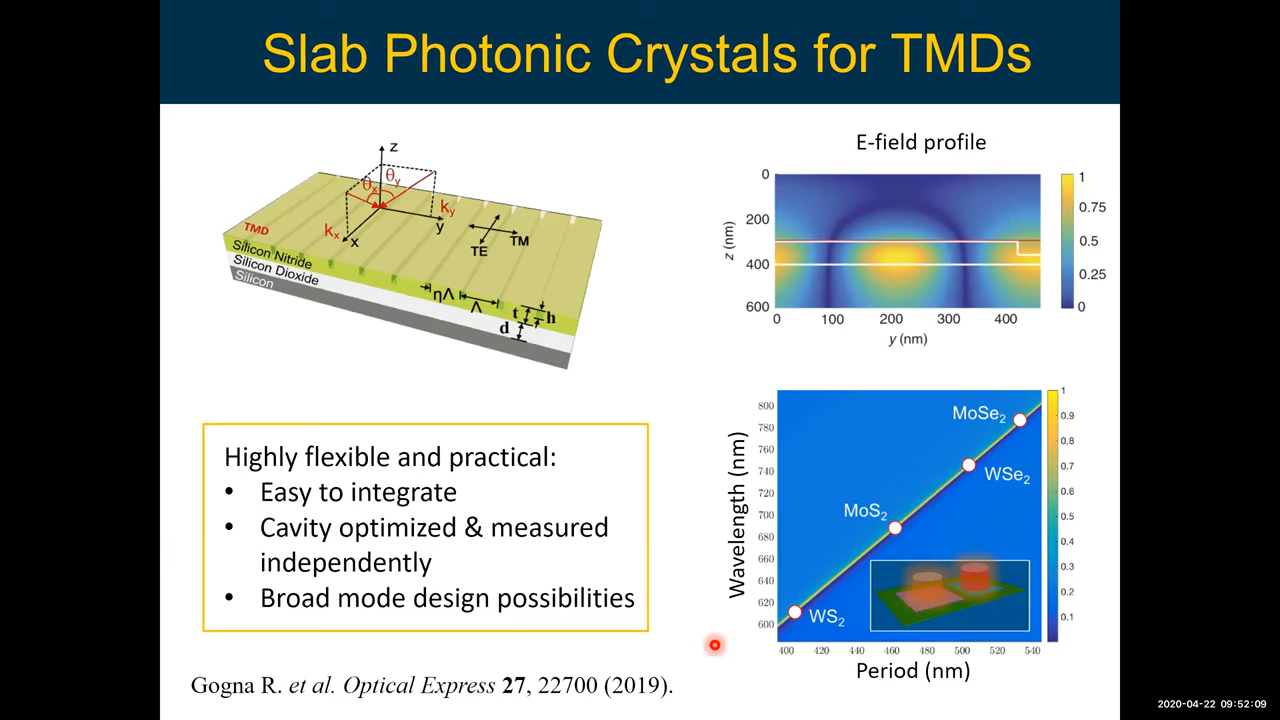 Slab Photonic Crystals for TMDs
z
θx
θy
kx
ky
x
y
TE
TM
TMD
Silicon Nitride
Silicon Dioxide
Silicon
ηΛ
Λ
t
h
d
E-field profile
0
200
400
600
z (nm)
0 100 200 300 400
y (nm)
1
0.75
0.5
0.25
0
Highly flexible and practical:
• Easy to integrate
• Cavity optimized & measured
independently
• Broad mode design possibilities
800
780
760
740
720
700
680
660
640
620
600
Wavelength (nm)
MoSe2
WSe2
MoS2
WS2
400 420 440 460 480 500 520 540
Period (nm)
1
0.9
0.8
0.7
0.6
0.5
0.4
0.3
0.2
0.1
Gogna R. et al. Optical Express 27, 22700 (2019).
2020-04-22 09:52:09